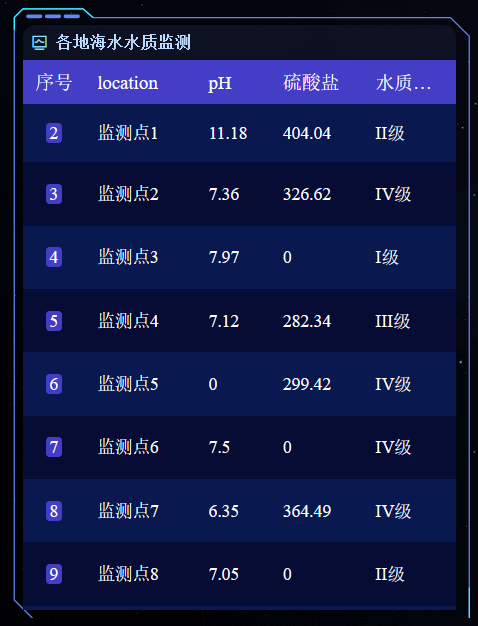 各地海水水质监测
序号 location pH 硫酸盐 水质…
2 监测点1 11.18 404.04 II级
3 监测点2 7.36 326.62 IV级
4 监测点3 7.97 0 I级
5 监测点4 7.12 282.34 III级
6 监测点5 0 299.42 IV级
7 监测点6 7.5 0 IV级
8 监测点7 6.35 364.49 IV级
9 监测点8 7.05 0 II级